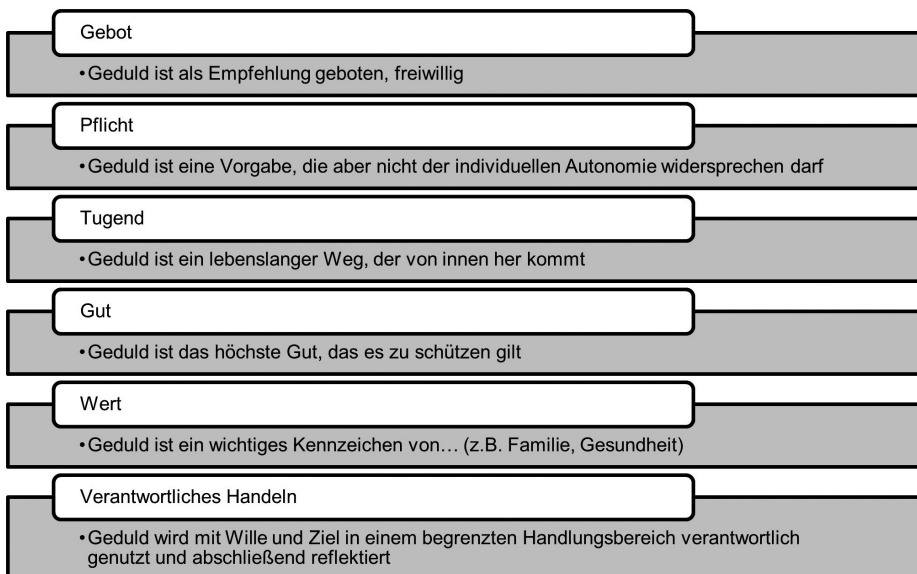 Gebot
•Geduld ist als Empfehlung geboten, freiwillig
Pflicht
•Geduld ist eine Vorgabe, die aber nicht der individuellen Autonomie widersprechen darf
Tugend
•Geduld ist ein lebenslanger Weg, der von innen her kommt
Gut
•Geduld ist das höchste Gut, das es zu schützen gilt
Wert
•Geduld ist ein wichtiges Kennzeichen von… (z.B. Familie, Gesundheit)
Verantwortliches Handeln
•Geduld wird mit Wille und Ziel in einem begrenzten Handlungsbereich verantwortlich
genutzt und abschließend reflektiert